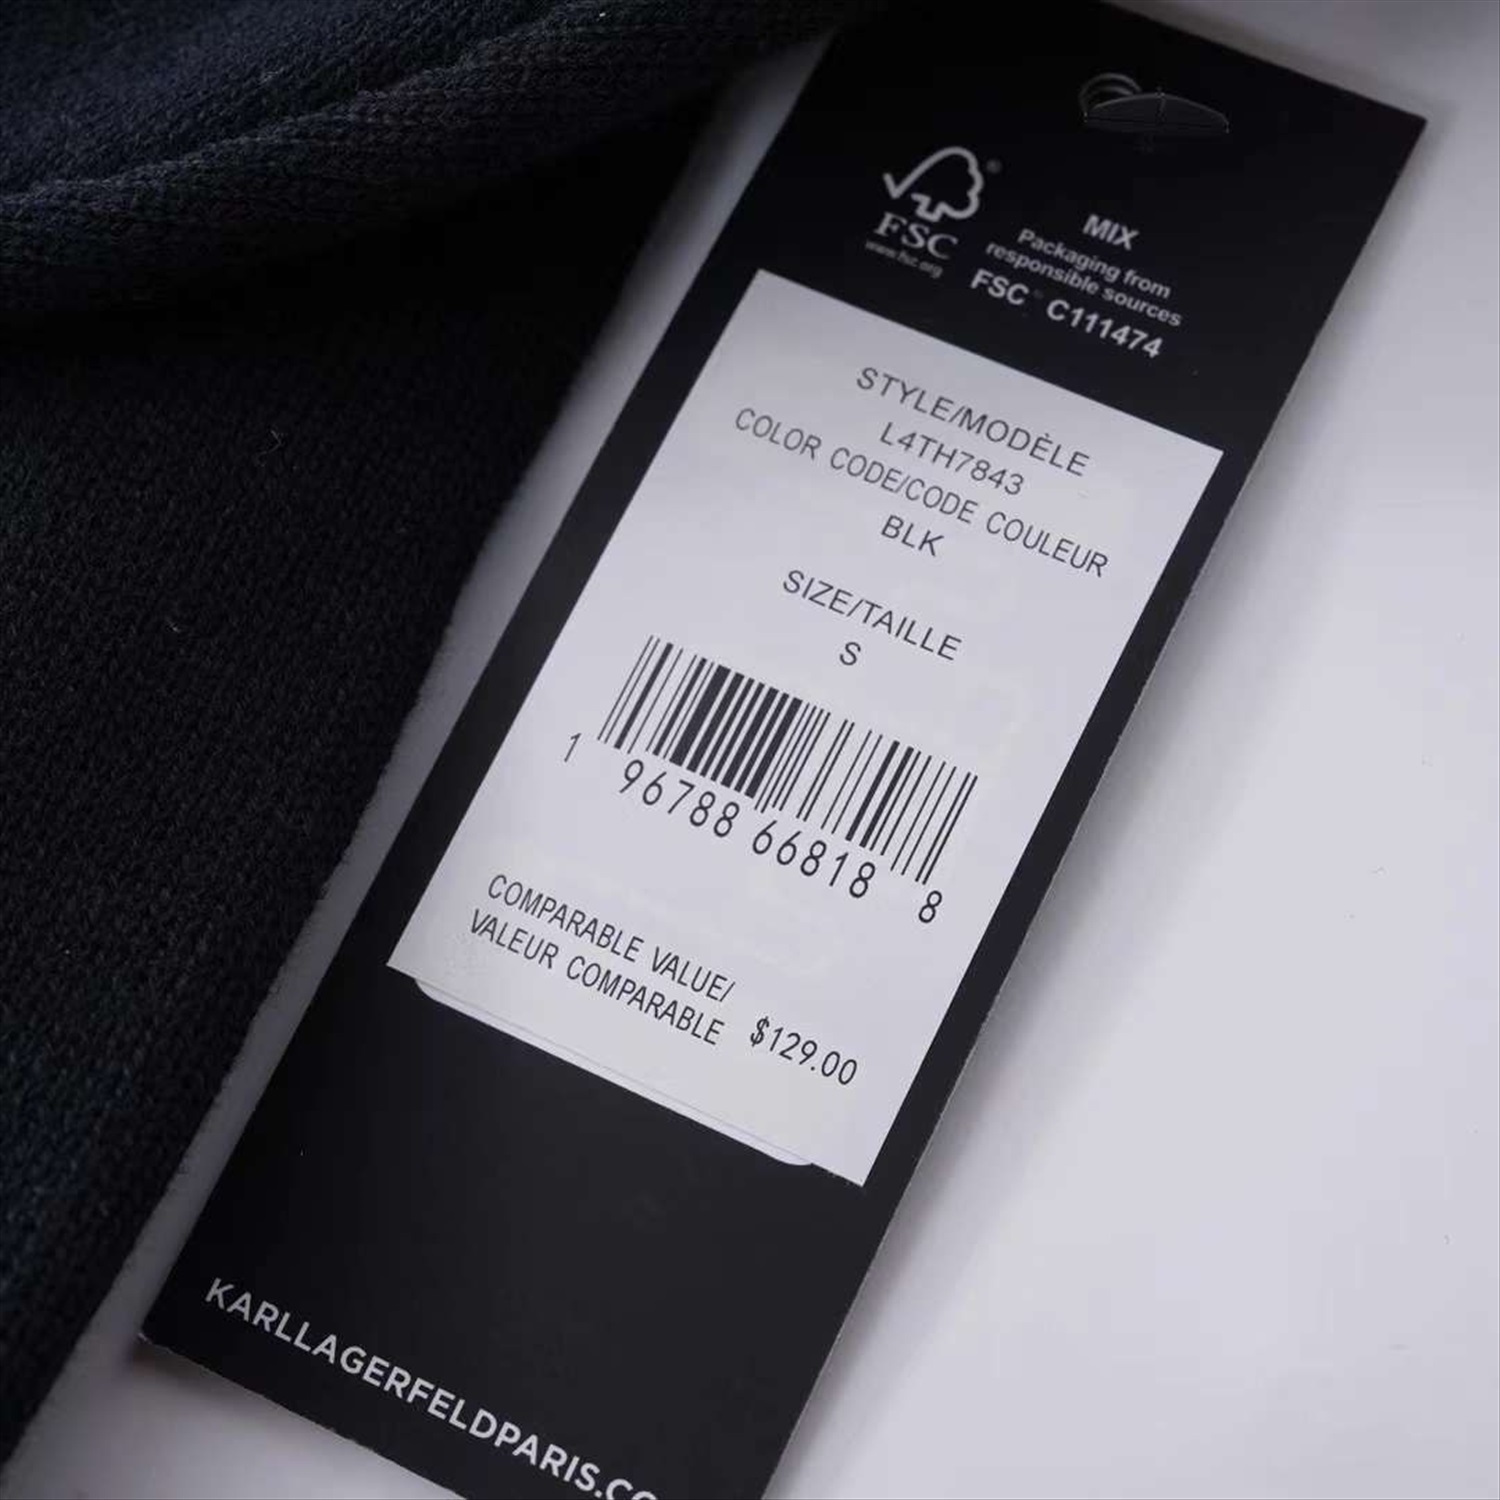 FSC
www.fsc.org
MIX
Packaging from
responsible sources
FSC® C111474
STYLE/MODÈLE
L4TH7843
COLOR CODE/CODE COULEUR
BLK
SIZE/TAILLE
S
1 96788 66818 8
COMPARABLE VALUE/
VALEUR COMPARABLE $129.00
KARLLAGERFELDPARIS.CO